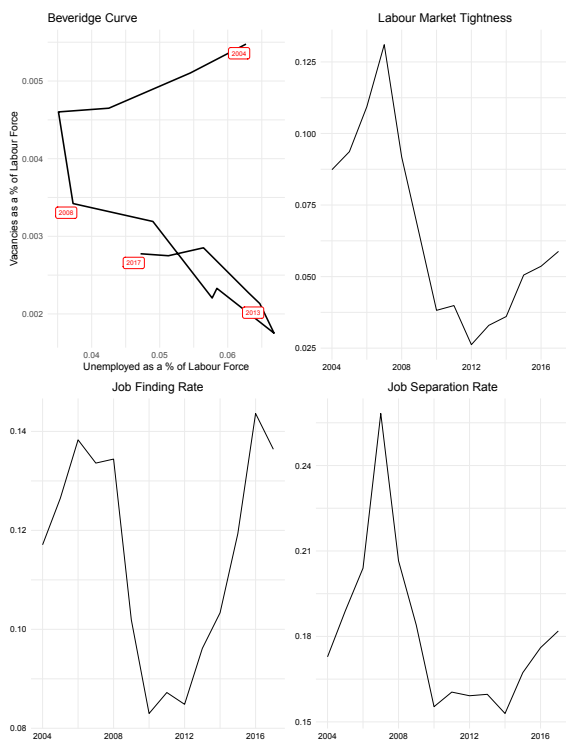 Beveridge Curve
Vacancies as a % of Labour Force
0.005
0.004
0.003
0.002
2004
2008
2017
2013
0.04 0.05 0.06
Unemployed as a % of Labour Force
Labour Market Tightness
0.125
0.100
0.075
0.050
0.025
2004 2008 2012 2016
Job Finding Rate
0.14
0.12
0.10
0.08
2004 2008 2012 2016
Job Separation Rate
0.24
0.21
0.18
0.15
2004 2008 2012 2016